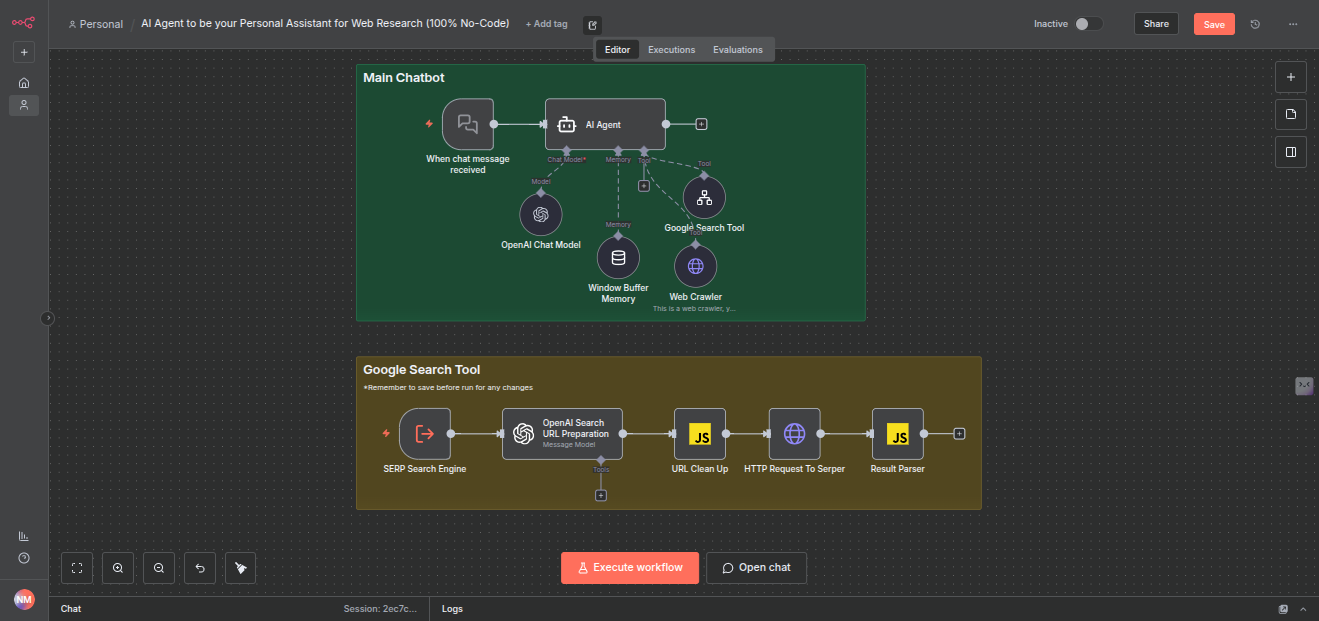 Personal / AI Agent to be your Personal Assistant for Web Research (100% No-Code) + Add tag
Inactive
Share
Save
Editor
Executions
Evaluations
Main Chatbot
When chat message
received
AI Agent
Chat Model*
Memory
Tool
Tool
Model
OpenAI Chat Model
Memory
Window Buffer
Memory
Google Search Tool
Tool
Web Crawler
This is a web crawler, y...
Google Search Tool
*Remember to save before run for any changes
SERP Search Engine
OpenAI Search
URL Preparation
Message Model
Tools
JS
URL Clean Up
HTTP Request To Serper
JS
Result Parser
Execute workflow
Open chat
NM
Chat
Session: 2ec7c...
Logs